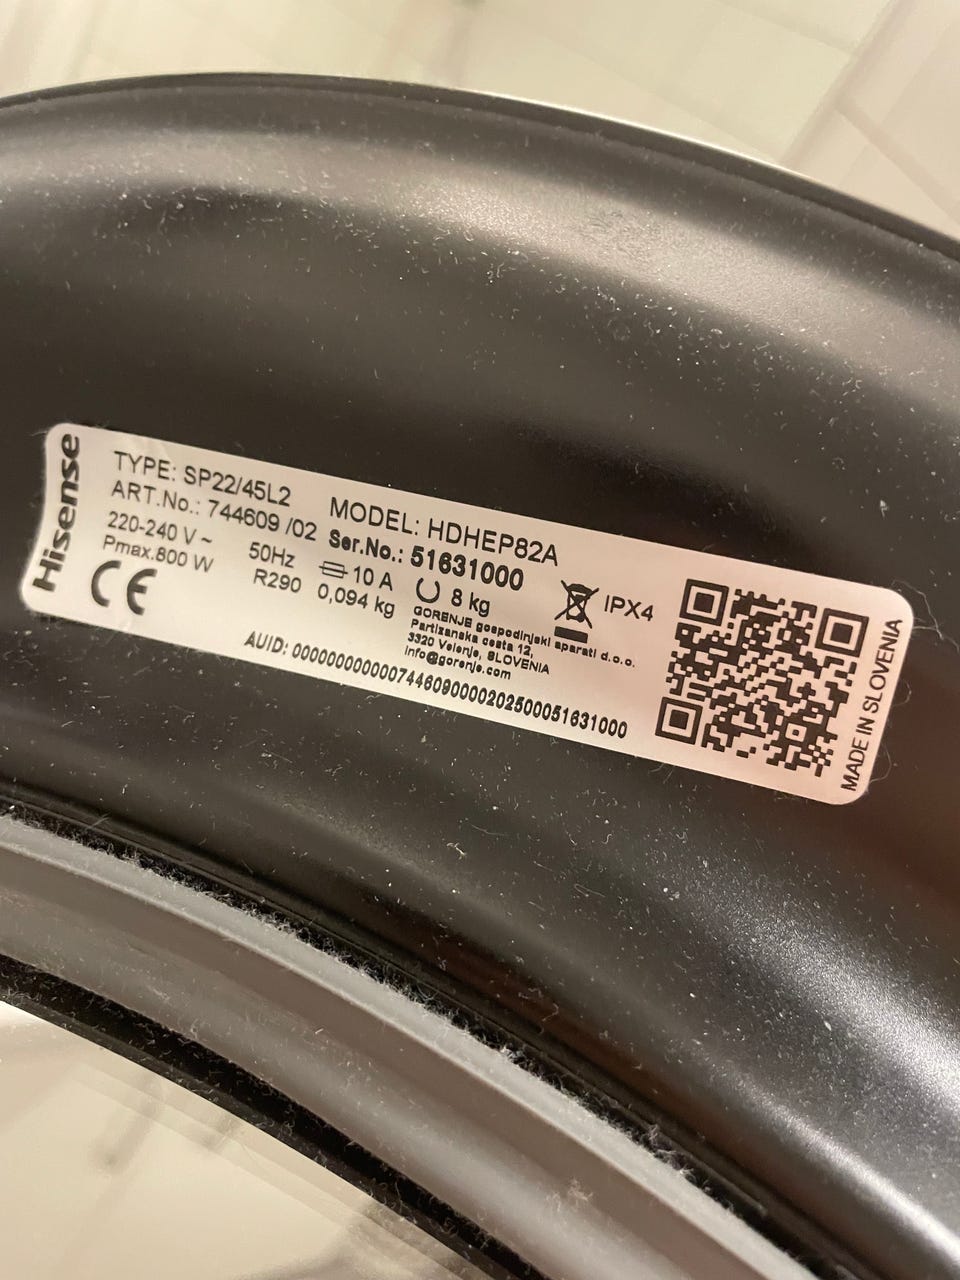 Hisense
TYPE: SP22/45L2 MODEL: HDHEP82A
ART.No.: 744609 /02 Ser.No.: 51631000
220-240 V ~ 50Hz 10 A 8 kg IPX4
Pmax.800 W R290 0,094 kg
CE
GORENJE gospodinjski aparati d.o.o.
Partizanska cesta 12,
3320 Velenje, SLOVENIA
info@gorenje.com
AUID: 0000000000007446090000202500051631000
MADE IN SLOVENIA